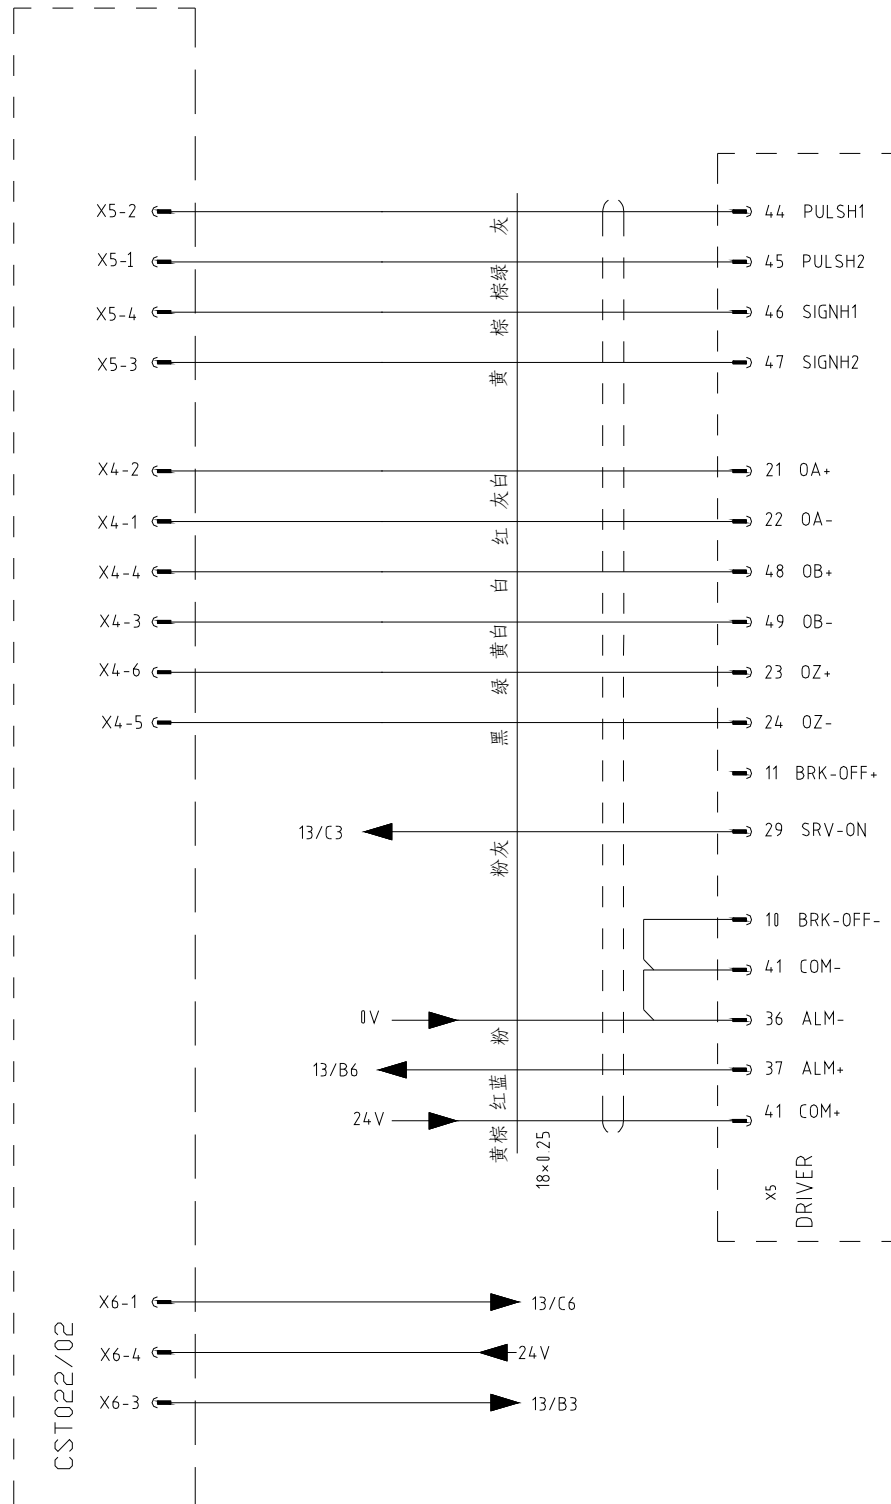 X5-2 灰 44 PULSH1
X5-1 棕绿 45 PULSH2
X5-4 棕 46 SIGNH1
X5-3 黄 47 SIGNH2
X4-2 灰白 21 OA+
X4-1 红 22 OA-
X4-4 白 48 OB+
X4-3 黄白 49 OB-
X4-6 绿 23 OZ+
X4-5 黑 24 OZ-
11 BRK-OFF+
13/C3 粉灰 29 SRV-ON
10 BRK-OFF-
41 COM-
0V 粉 36 ALM-
13/B6 红蓝 37 ALM+
24V 黄棕 41 COM+
18×0.25
X5
DRIVER
X6-1 13/C6
X6-4 24V
X6-3 13/B3
CST022/02